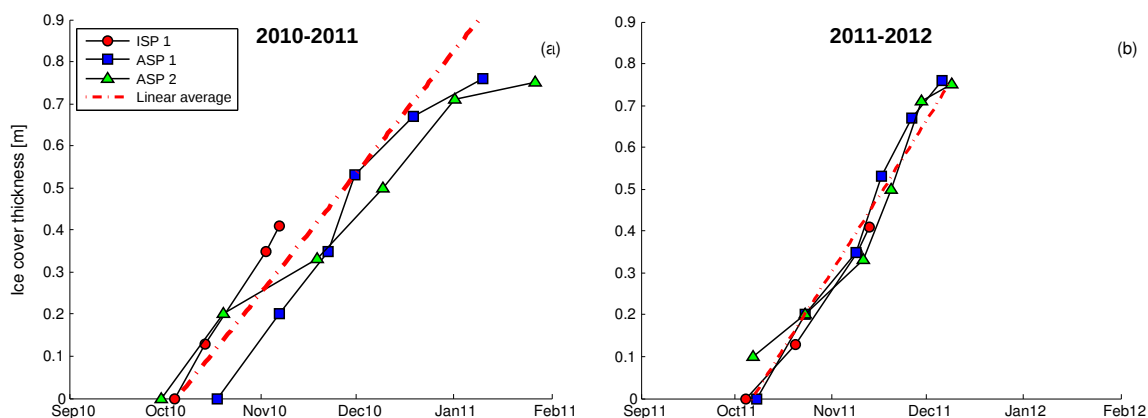 2010-2011
(a)
ISP 1
ASP 1
ASP 2
Linear average
Ice cover thickness [m]
0.9
0.8
0.7
0.6
0.5
0.4
0.3
0.2
0.1
0
Sep10 Oct10 Nov10 Dec10 Jan11 Feb11
2011-2012
(b)
0.9
0.8
0.7
0.6
0.5
0.4
0.3
0.2
0.1
0
Sep11 Oct11 Nov11 Dec11 Jan12 Feb12